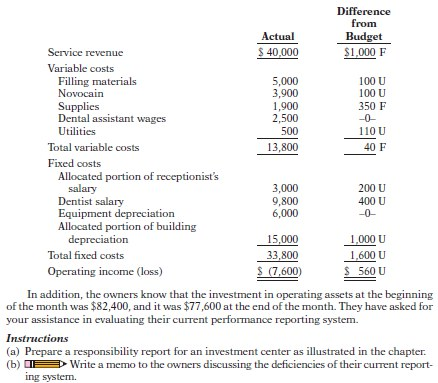 Difference
from
Actual Budget
Service revenue $ 40,000 $1,000 F
Variable costs
Filling materials 5,000 100 U
Novocain 3,900 100 U
Supplies 1,900 350 F
Dental assistant wages 2,500 -0-
Utilities 500 110 U
Total variable costs 13,800 40 F
Fixed costs
Allocated portion of receptionist's
salary 3,000 200 U
Dentist salary 9,800 400 U
Equipment depreciation 6,000 -0-
Allocated portion of building
depreciation 15,000 1,000 U
Total fixed costs 33,800 1,600 U
Operating income (loss) $ (7,600) $ 560 U
In addition, the owners know that the investment in operating assets at the beginning
of the month was $82,400, and it was $77,600 at the end of the month. They have asked for
your assistance in evaluating their current performance reporting system.
Instructions
(a) Prepare a responsibility report for an investment center as illustrated in the chapter.
(b) Write a memo to the owners discussing the deficiencies of their current report-
ing system.